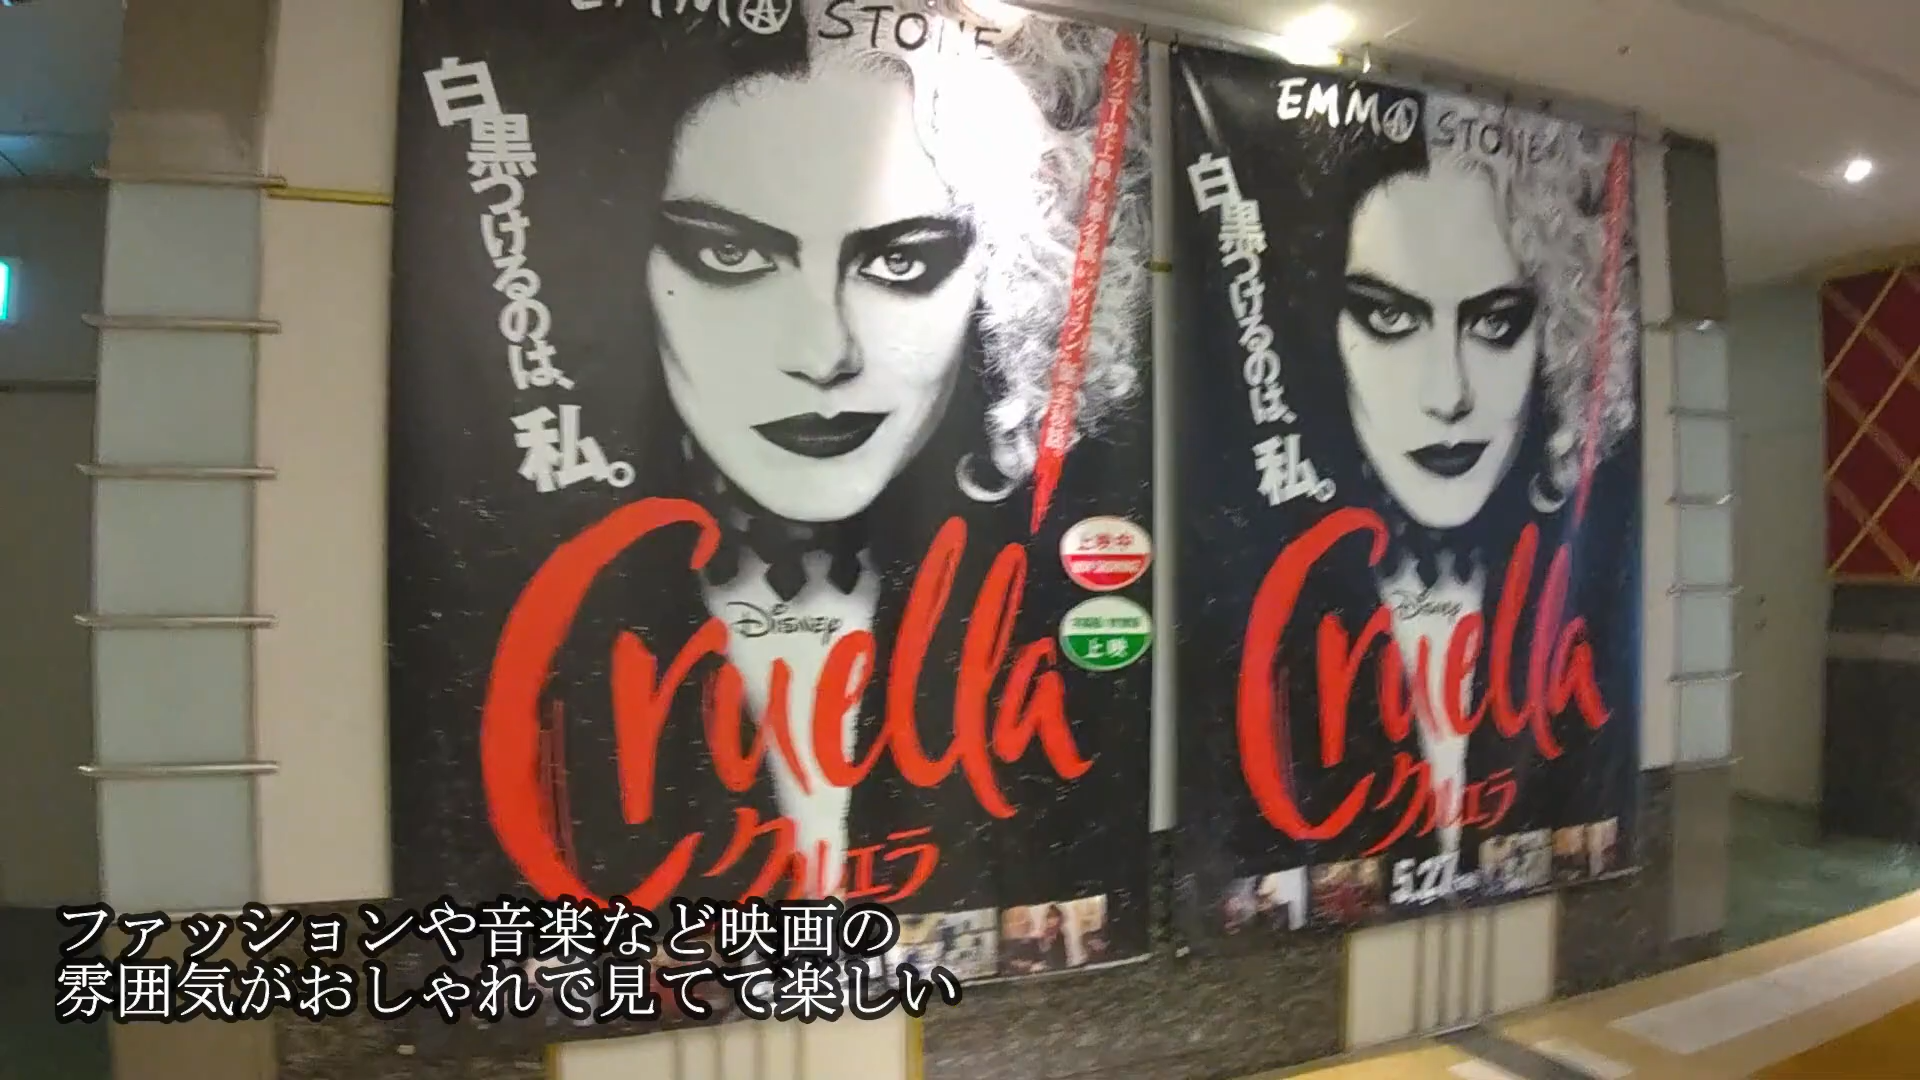 EMMA STONE
白黒つけるのは、私。
DISNEY
Cruella
クルエラ
上映中
上映
EMMA STONE
白黒つけるのは、私。
DISNEY
Cruella
クルエラ
5.27
ファッションや音楽など映画の
雰囲気がおしゃれで見てて楽しい